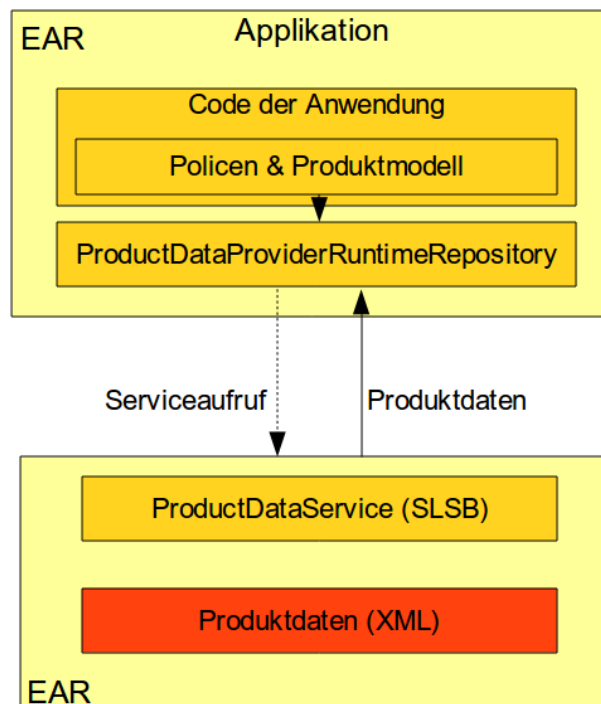 EAR
Applikation
Code der Anwendung
Policen & Produktmodell
ProductDataProviderRuntimeRepository
Serviceaufruf
Produktdaten
ProductDataService (SLSB)
Produktdaten (XML)
EAR